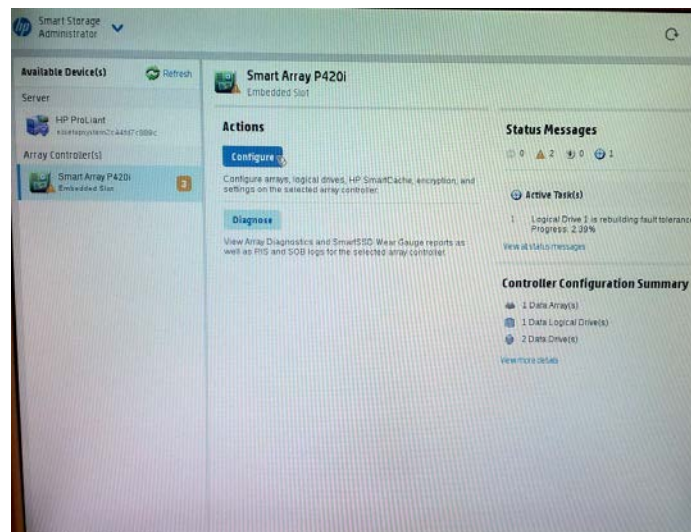 hp
Smart Storage
Administrator
Available Device(s)
Refresh
Server
HP ProLiant
Array Controller(s)
Smart Array P420i
Embedded Slot
3
Smart Array P420i
Embedded Slot
Actions
Configure
Configure arrays, logical drives, HP SmartCache, encryption, and
settings on the selected array controller.
Diagnose
View Array Diagnostics and SmartSSD Wear Gauge reports as
well as PIS and SOB logs for the selected array controller.
Status Messages
0 2 0 1
Active Task(s)
1 Logical Drive 1 is rebuilding fault tolerance
Progress: 2.39%
View all status messages
Controller Configuration Summary
1 Data Array(s)
1 Data Logical Drive(s)
2 Data Drive(s)
View more details